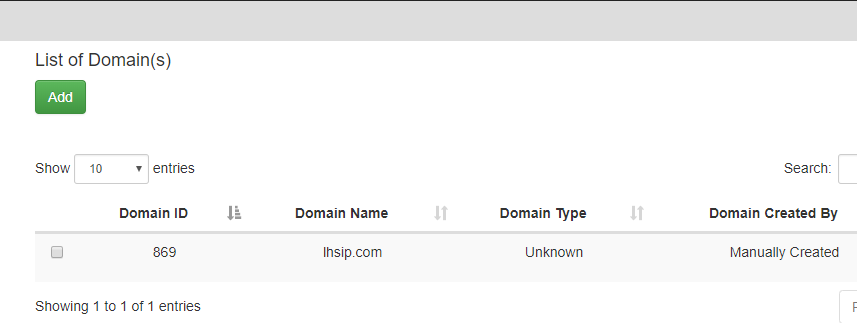 List of Domain(s)
Add
Show 10 entries Search:
Domain ID Domain Name Domain Type Domain Created By
869 lhsip.com Unknown Manually Created
Showing 1 to 1 of 1 entries